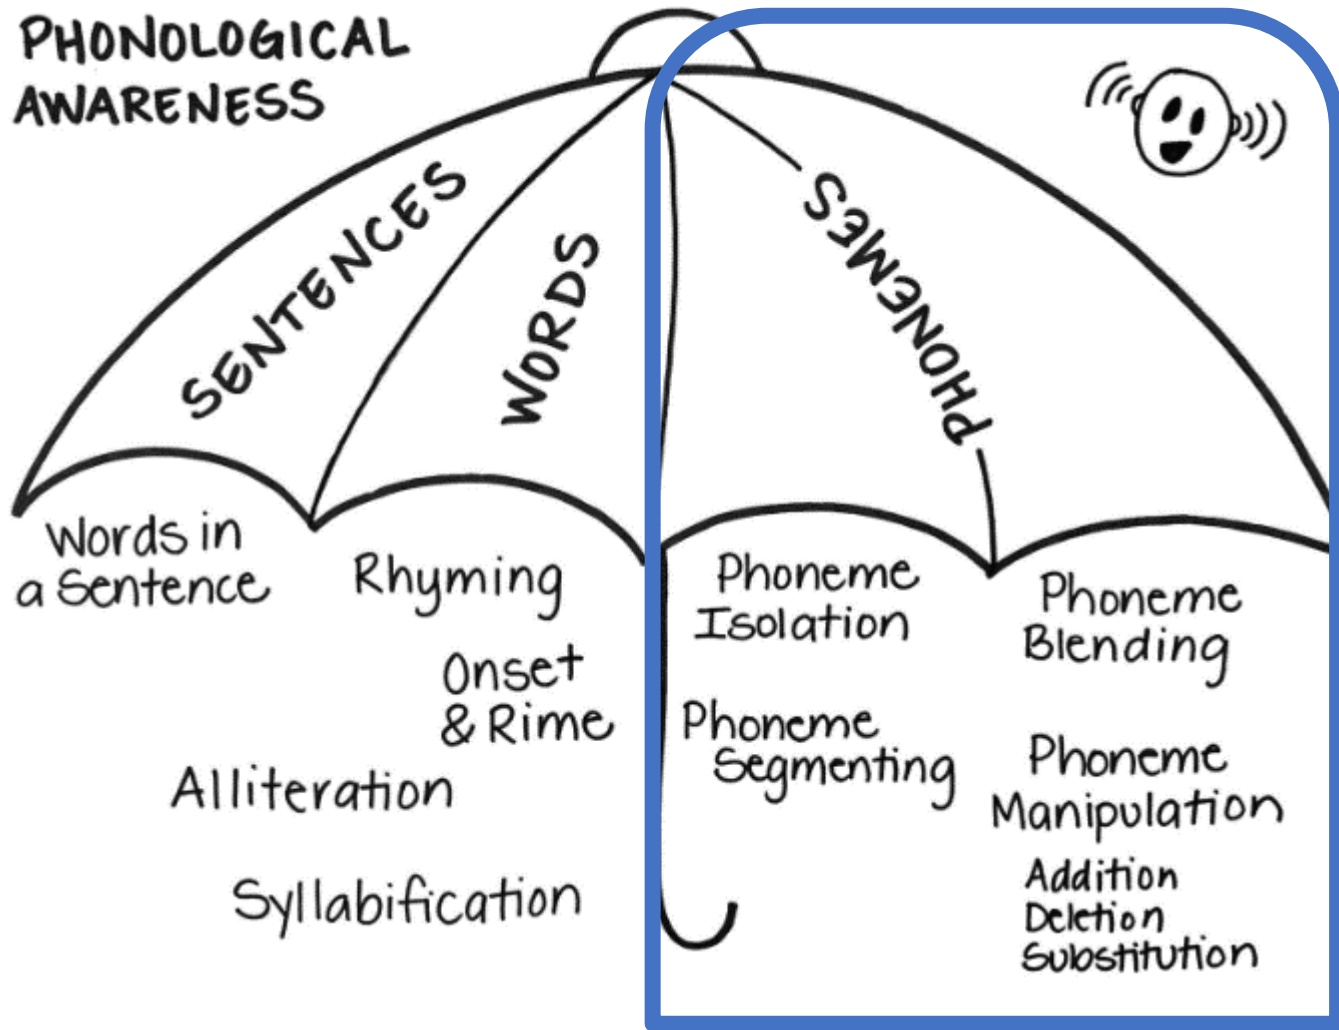 PHONOLOGICAL
AWARENESS
SENTENCES
WORDS
PHONEMES
Words in
a Sentence
Rhyming
Onset
& Rime
Alliteration
Syllabification
Phoneme
Isolation
Phoneme
Segmenting
Phoneme
Blending
Phoneme
Manipulation
Addition
Deletion
Substitution